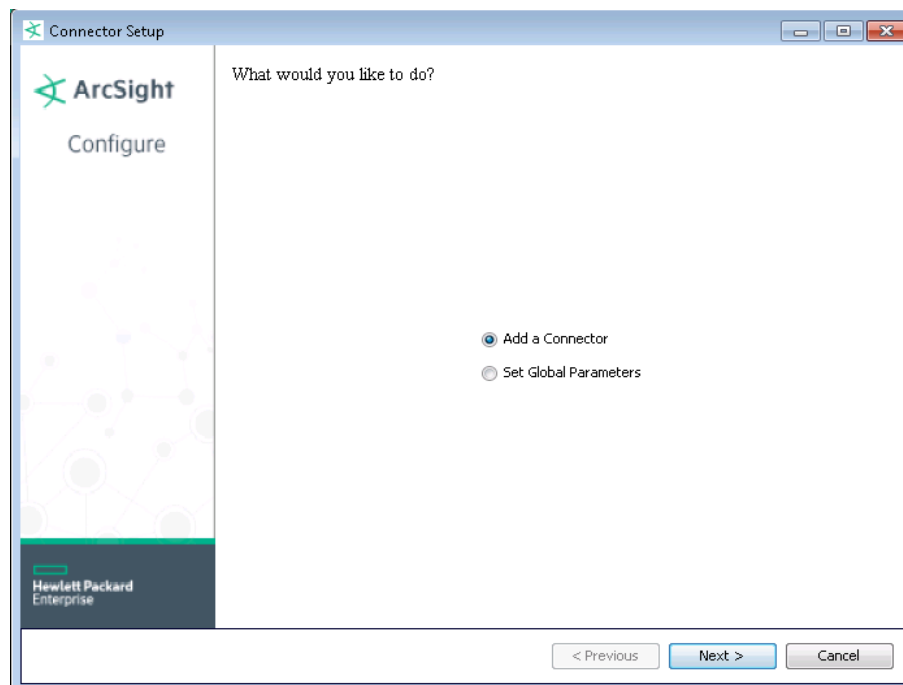 Connector Setup
ArcSight
Configure
What would you like to do?
Add a Connector
Set Global Parameters
Hewlett Packard
Enterprise
< Previous
Next >
Cancel